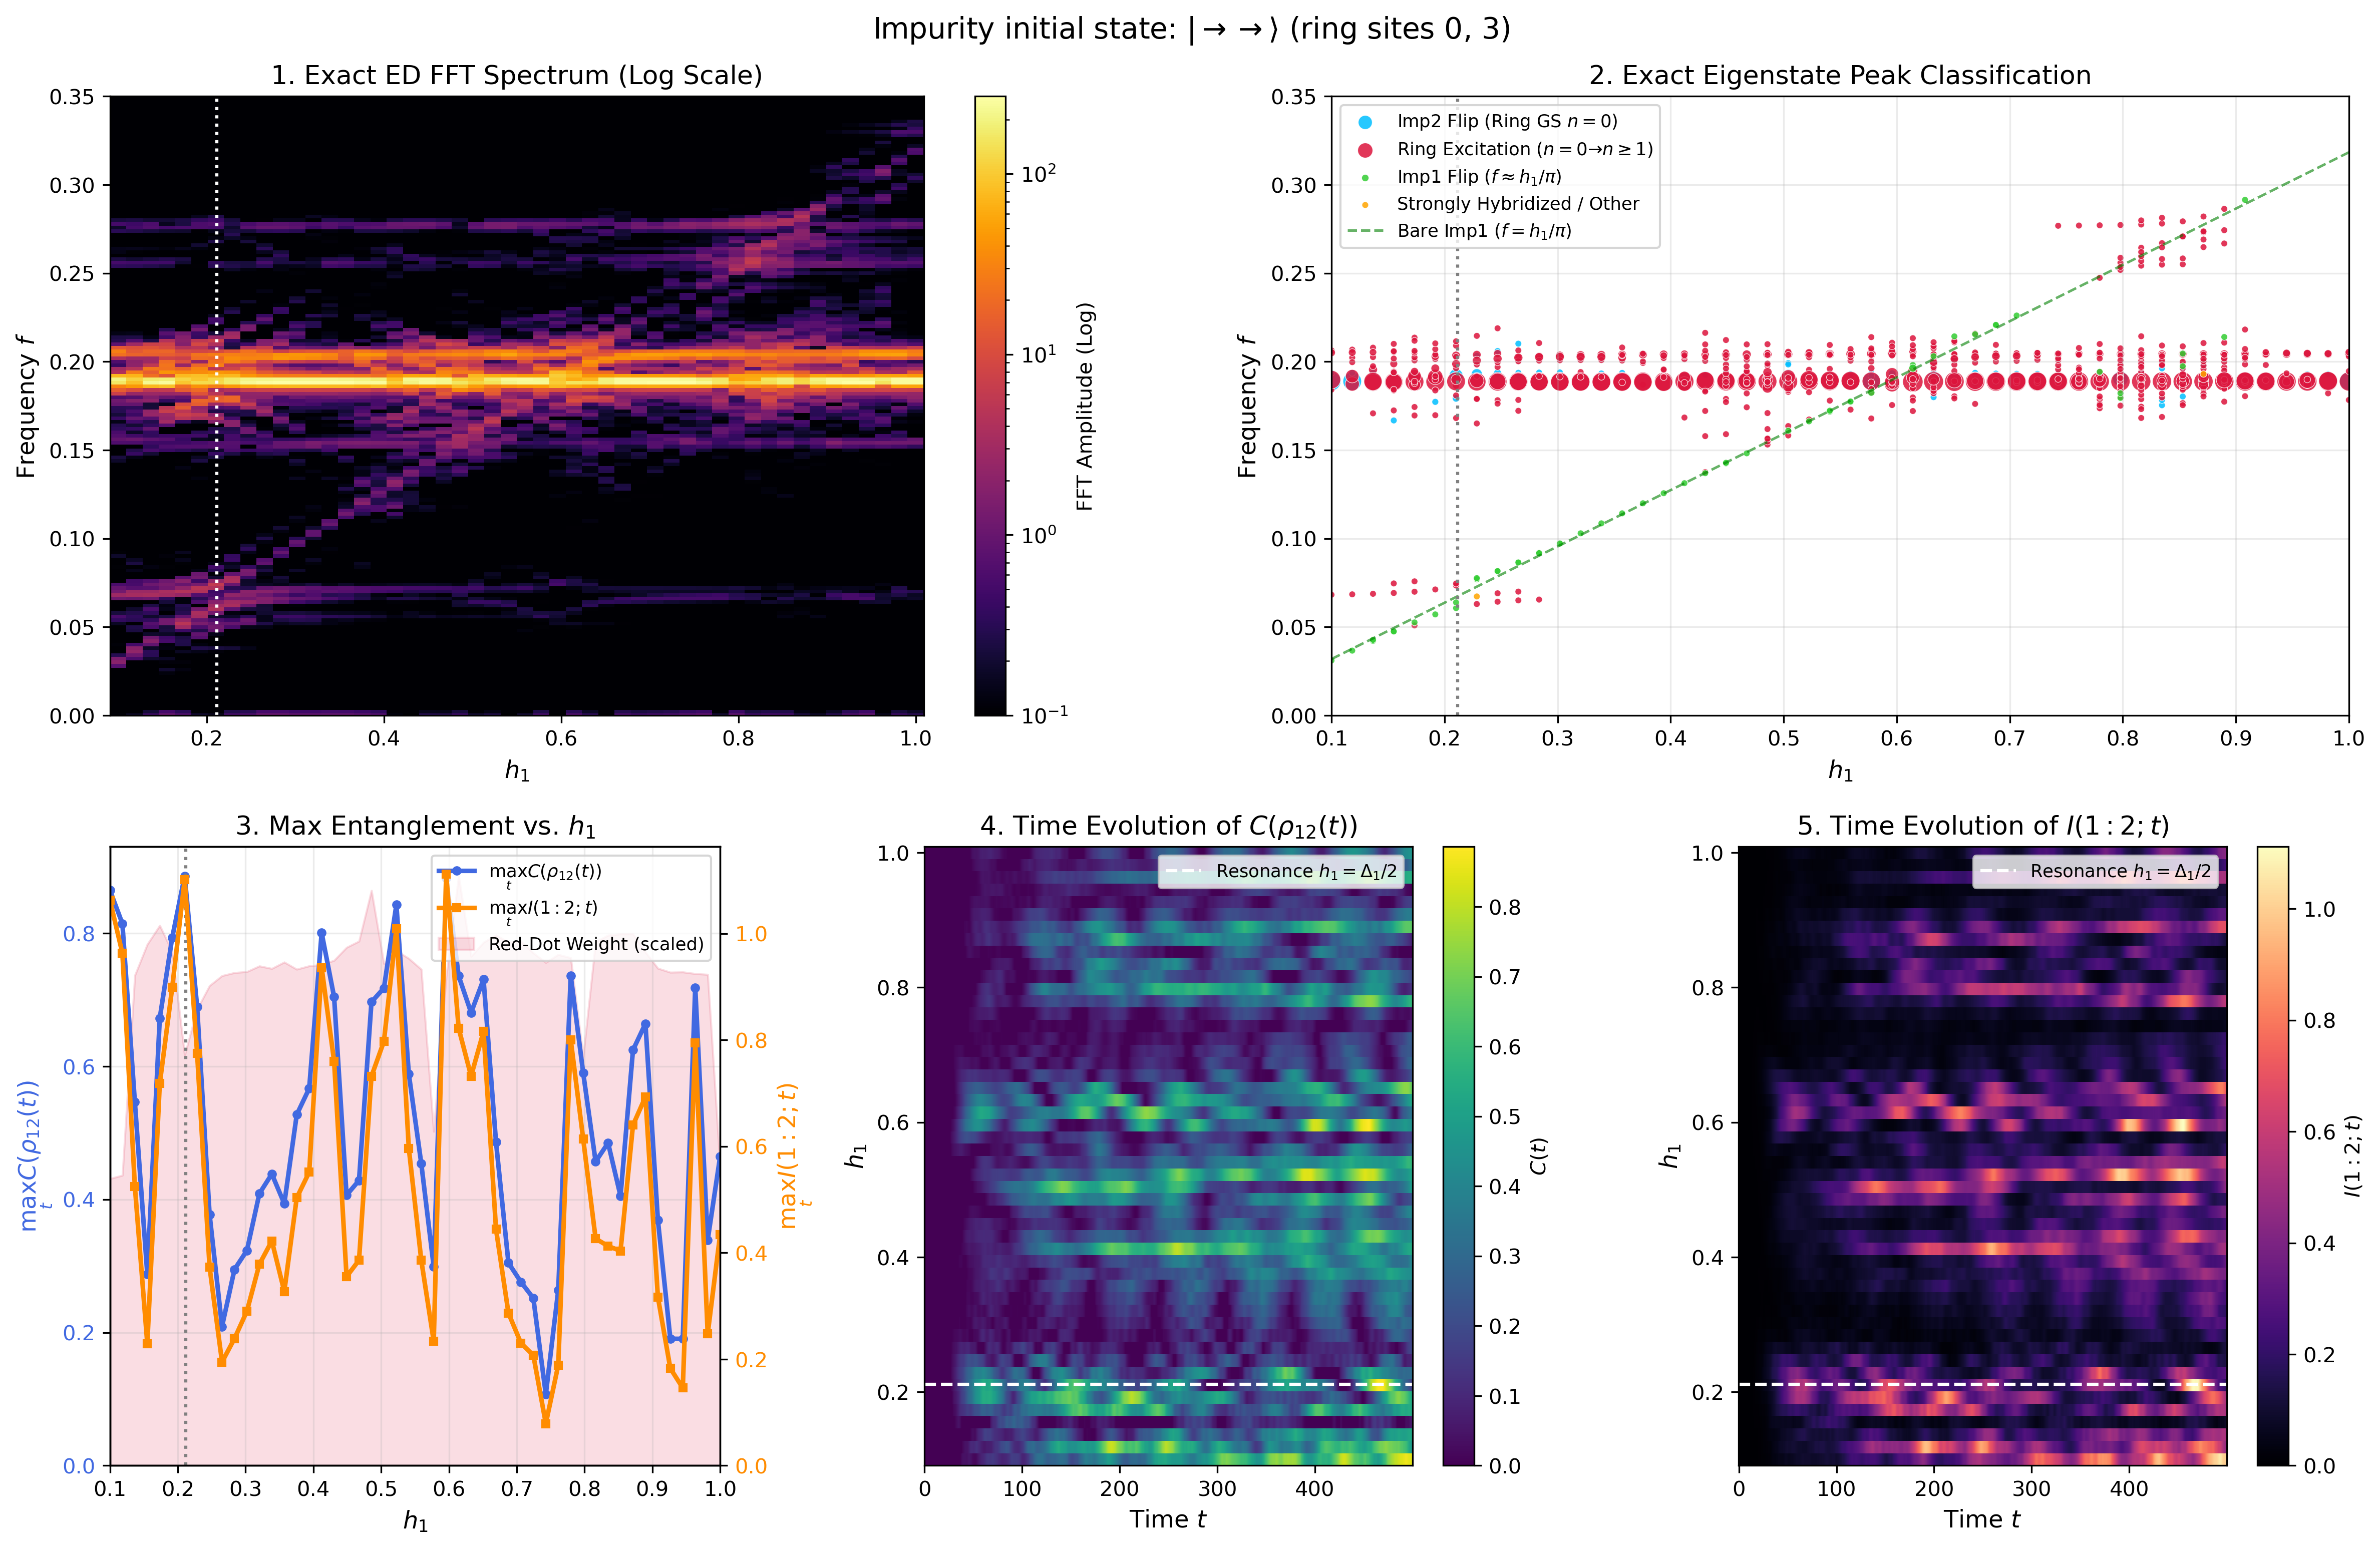 Impurity initial state: |→→⟩ (ring sites 0, 3)
1. Exact ED FFT Spectrum (Log Scale)
Frequency f
0.35
0.30
0.25
0.20
0.15
0.10
0.05
0.00
0.2 0.4 0.6 0.8 1.0
h₁
10²
10¹
10⁰
10⁻¹
FFT Amplitude (Log)
2. Exact Eigenstate Peak Classification
Imp2 Flip (Ring GS n = 0)
Ring Excitation (n = 0→n ≥ 1)
Imp1 Flip (f ≈ h₁/π)
Strongly Hybridized / Other
Bare Imp1 (f = h₁/π)
Frequency f
0.35
0.30
0.25
0.20
0.15
0.10
0.05
0.00
0.1 0.2 0.3 0.4 0.5 0.6 0.7 0.8 0.9 1.0
h₁
3. Max Entanglement vs. h₁
max C(ρ₁₂(t))
t
max I(1 : 2; t)
t
Red-Dot Weight (scaled)
max C(ρ₁₂(t))
t
0.8
0.6
0.4
0.2
0.0
1.0
0.8
0.6
0.4
0.2
0.0
max I(1 : 2; t)
t
0.1 0.2 0.3 0.4 0.5 0.6 0.7 0.8 0.9 1.0
h₁
4. Time Evolution of C(ρ₁₂(t))
Resonance h₁ = Δ₁/2
h₁
1.0
0.8
0.6
0.4
0.2
0 100 200 300 400
Time t
0.8
0.7
0.6
0.5
0.4
0.3
0.2
0.1
0.0
C(t)
5. Time Evolution of I(1 : 2; t)
Resonance h₁ = Δ₁/2
h₁
1.0
0.8
0.6
0.4
0.2
0 100 200 300 400
Time t
1.0
0.8
0.6
0.4
0.2
0.0
I(1 : 2; t)